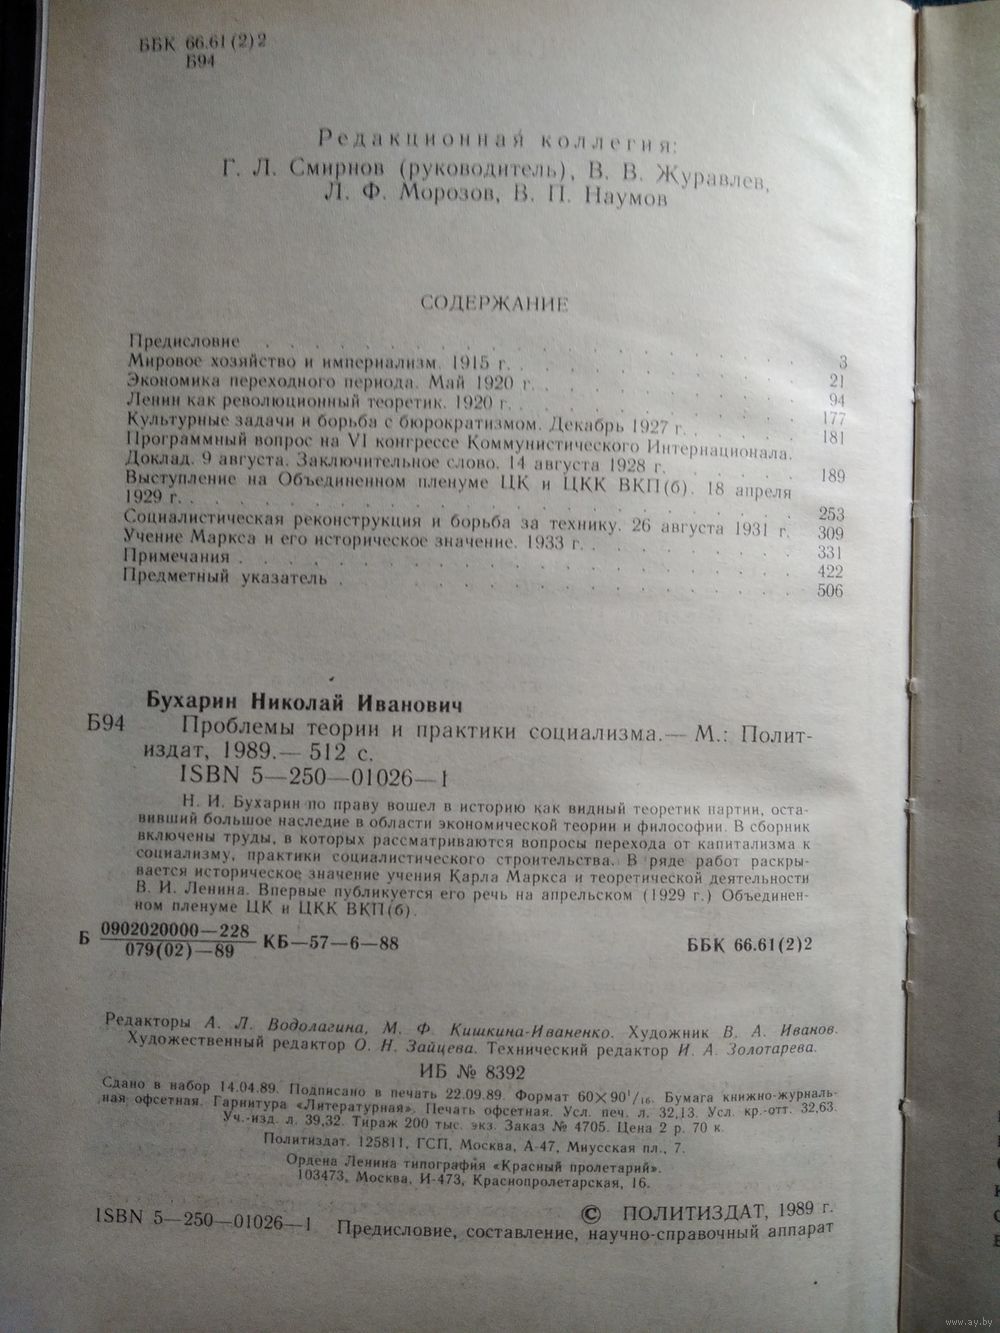 ББК 66.61(2)2
Б94
Редакционная коллегия:
Г. Л. Смирнов (руководитель), В. В. Журавлев,
Л. Ф. Морозов, В. П. Наумов
СОДЕРЖАНИЕ
Предисловие . . . . . . . . . . . . . . . . 3
Мировое хозяйство и империализм. 1915 г. . . . . . . . 21
Экономика переходного периода. Май 1920 г. . . . . . . . 94
Ленин как революционный теоретик. 1920 г. . . . . . . . 177
Культурные задачи и борьба с бюрократизмом. Декабрь 1927 г. . . . . 181
Программный вопрос на VI конгрессе Коммунистического Интернационала.
Доклад. 9 августа. Заключительное слово. 14 августа 1928 г. . . . . 189
Выступление на Объединенном пленуме ЦК и ЦКК ВКП(б). 18 апреля
1929 г. . . . . . . . . . . . . . . . . . 253
Социалистическая реконструкция и борьба за технику. 26 августа 1931 г. 309
Учение Маркса и его историческое значение. 1933 г. . . . . . . 331
Примечания . . . . . . . . . . . . . . . . 422
Предметный указатель . . . . . . . . . . . . 506
Бухарин Николай Иванович
Б94 Проблемы теории и практики социализма.— М.: Полит-
издат, 1989.— 512 с.
ISBN 5—250—01026—1
Н. И. Бухарин по праву вошел в историю как видный теоретик партии, оста-
вивший большое наследие в области экономической теории и философии. В сборник
включены труды, в которых рассматриваются вопросы перехода от капитализма к
социализму, практики социалистического строительства. В ряде работ раскры-
вается историческое значение учения Карла Маркса и теоретической деятельности
В. И. Ленина. Впервые публикуется его речь на апрельском (1929 г.) Объединен-
ном пленуме ЦК и ЦКК ВКП(б).
Б 0902020000—228
079(02)—89 КБ—57—6—88 ББК 66.61(2)2
Редакторы А. Л. Водолагина, М. Ф. Кишкина-Иваненко. Художник В. А. Иванов.
Художественный редактор О. Н. Зайцева. Технический редактор И. А. Золотарева.
ИБ № 8392
Сдано в набор 14.04.89. Подписано в печать 22.09.89. Формат 60×90¹/₁₆. Бумага книжно-журналь-
ная офсетная. Гарнитура «Литературная». Печать офсетная. Усл. печ. л. 32,13. Усл. кр.-отт. 32,63.
Уч.-изд. л. 39,32. Тираж 200 тыс. экз. Заказ № 4705. Цена 2 р. 70 к.
Политиздат. 125811, ГСП, Москва, А-47, Миусская пл., 7.
Ордена Ленина типография «Красный пролетарий».
103473, Москва, И-473, Краснопролетарская, 16.
ISBN 5—250—01026—1
© ПОЛИТИЗДАТ, 1989 г.
Предисловие, составление, научно-справочный аппарат
www.ay.by